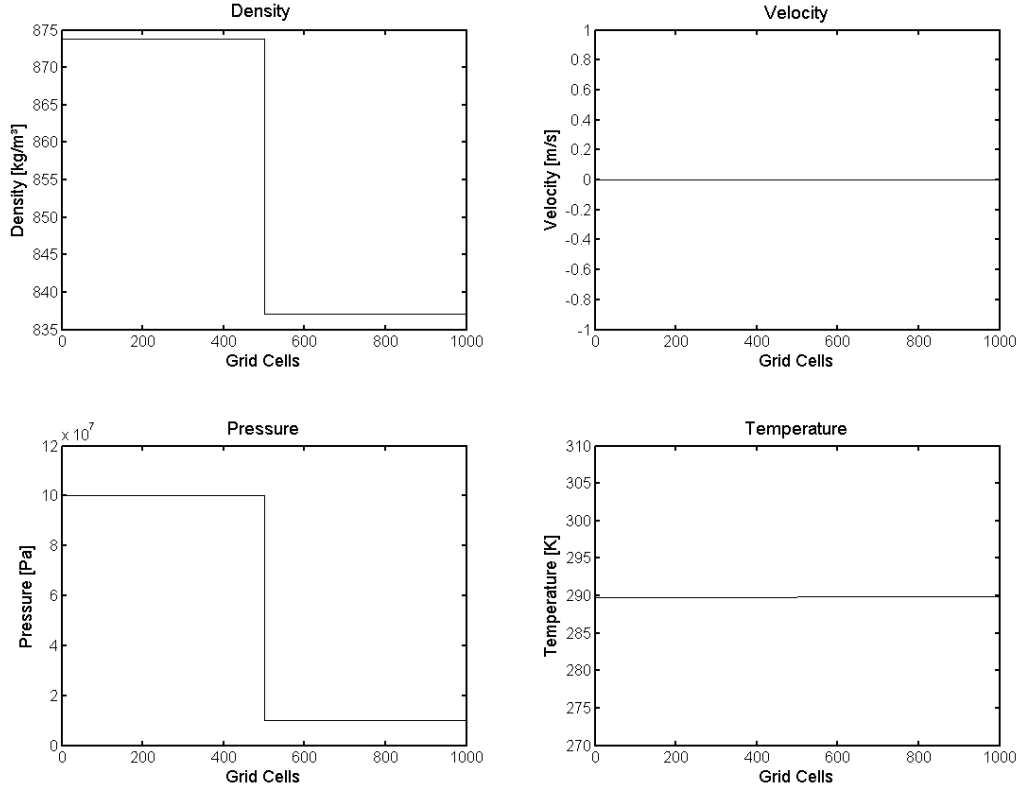 Density
875
870
865
860
855
850
845
840
835
Density [kg/m³]
0 200 400 600 800 1000
Grid Cells
Velocity
1
0.8
0.6
0.4
0.2
0
-0.2
-0.4
-0.6
-0.8
-1
Velocity [m/s]
0 200 400 600 800 1000
Grid Cells
Pressure
x 10^7
12
10
8
6
4
2
0
Pressure [Pa]
0 200 400 600 800 1000
Grid Cells
Temperature
310
305
300
295
290
285
280
275
270
Temperature [K]
0 200 400 600 800 1000
Grid Cells